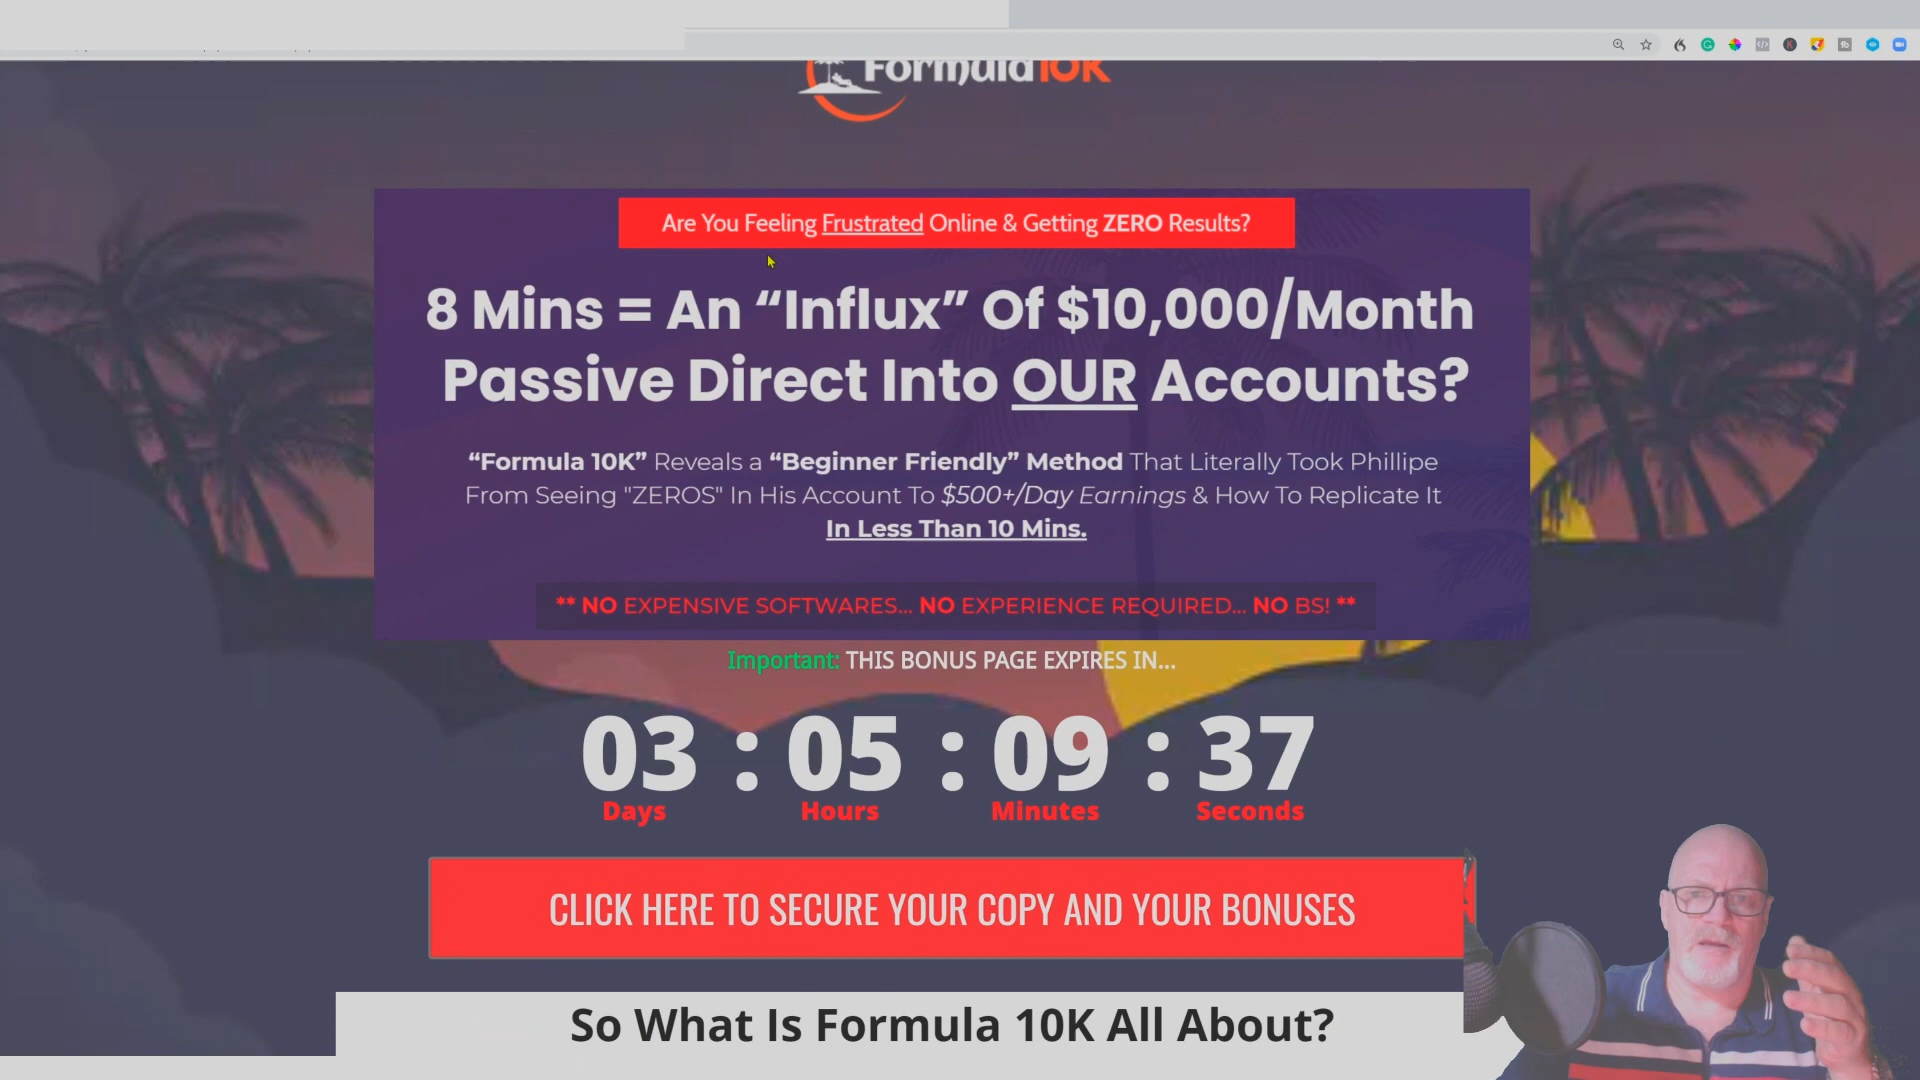 Formula10K
Are You Feeling Frustrated Online & Getting ZERO Results?
8 Mins = An “Influx” Of $10,000/Month
Passive Direct Into OUR Accounts?
“Formula 10K” Reveals a “Beginner Friendly” Method That Literally Took Phillipe
From Seeing "ZEROS" In His Account To $500+/Day Earnings & How To Replicate It
In Less Than 10 Mins.
** NO EXPENSIVE SOFTWARES... NO EXPERIENCE REQUIRED... NO BS! **
Important: THIS BONUS PAGE EXPIRES IN...
03 : 05 : 09 : 37
Days Hours Minutes Seconds
CLICK HERE TO SECURE YOUR COPY AND YOUR BONUSES
So What Is Formula 10K All About?